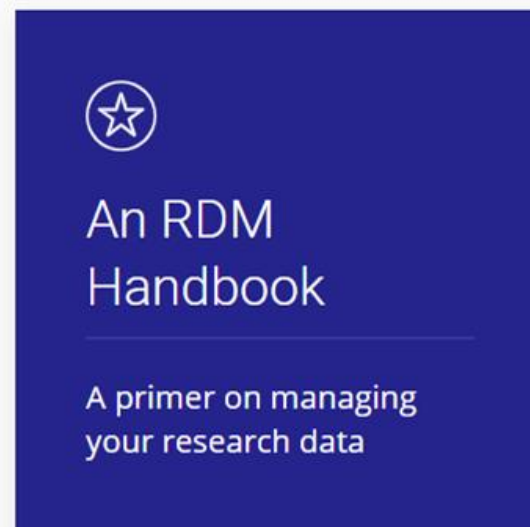 An RDM
Handbook
A primer on managing
your research data